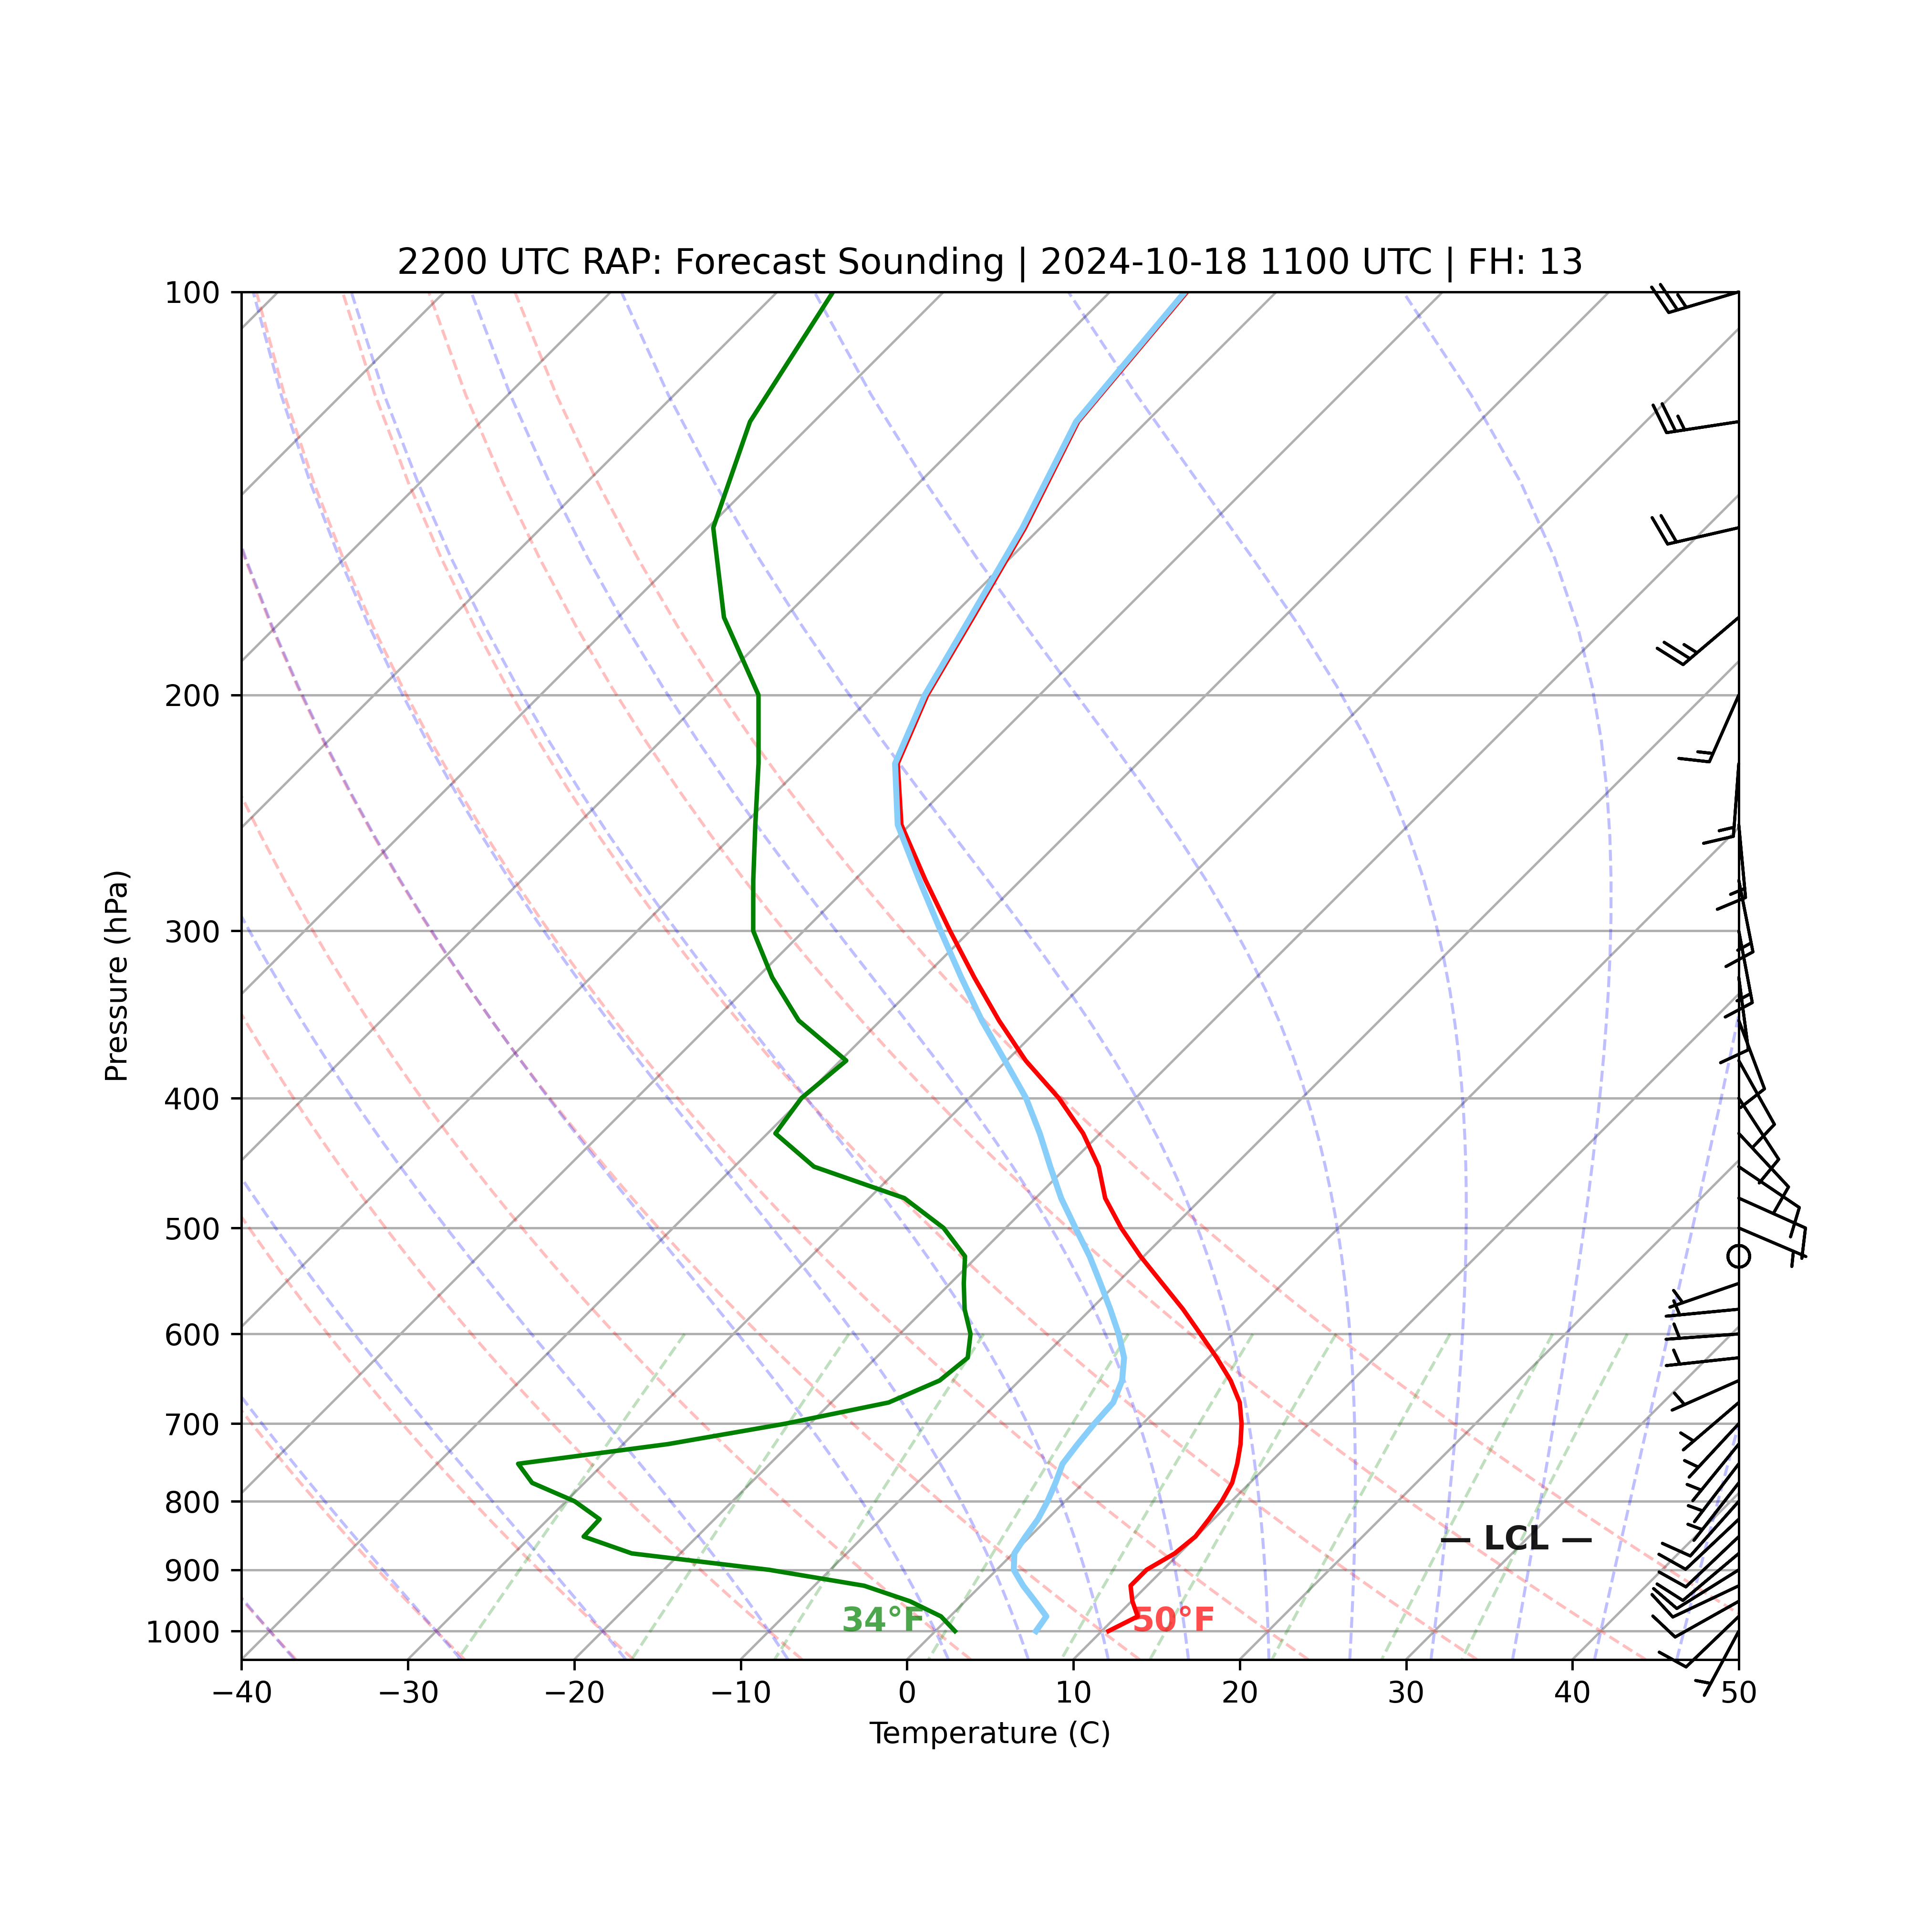 2200 UTC RAP: Forecast Sounding | 2024-10-18 1100 UTC | FH: 13
100
200
300
400
500
600
700
800
900
1000
Pressure (hPa)
— LCL —
34°F
50°F
−40 −30 −20 −10 0 10 20 30 40 50
Temperature (C)